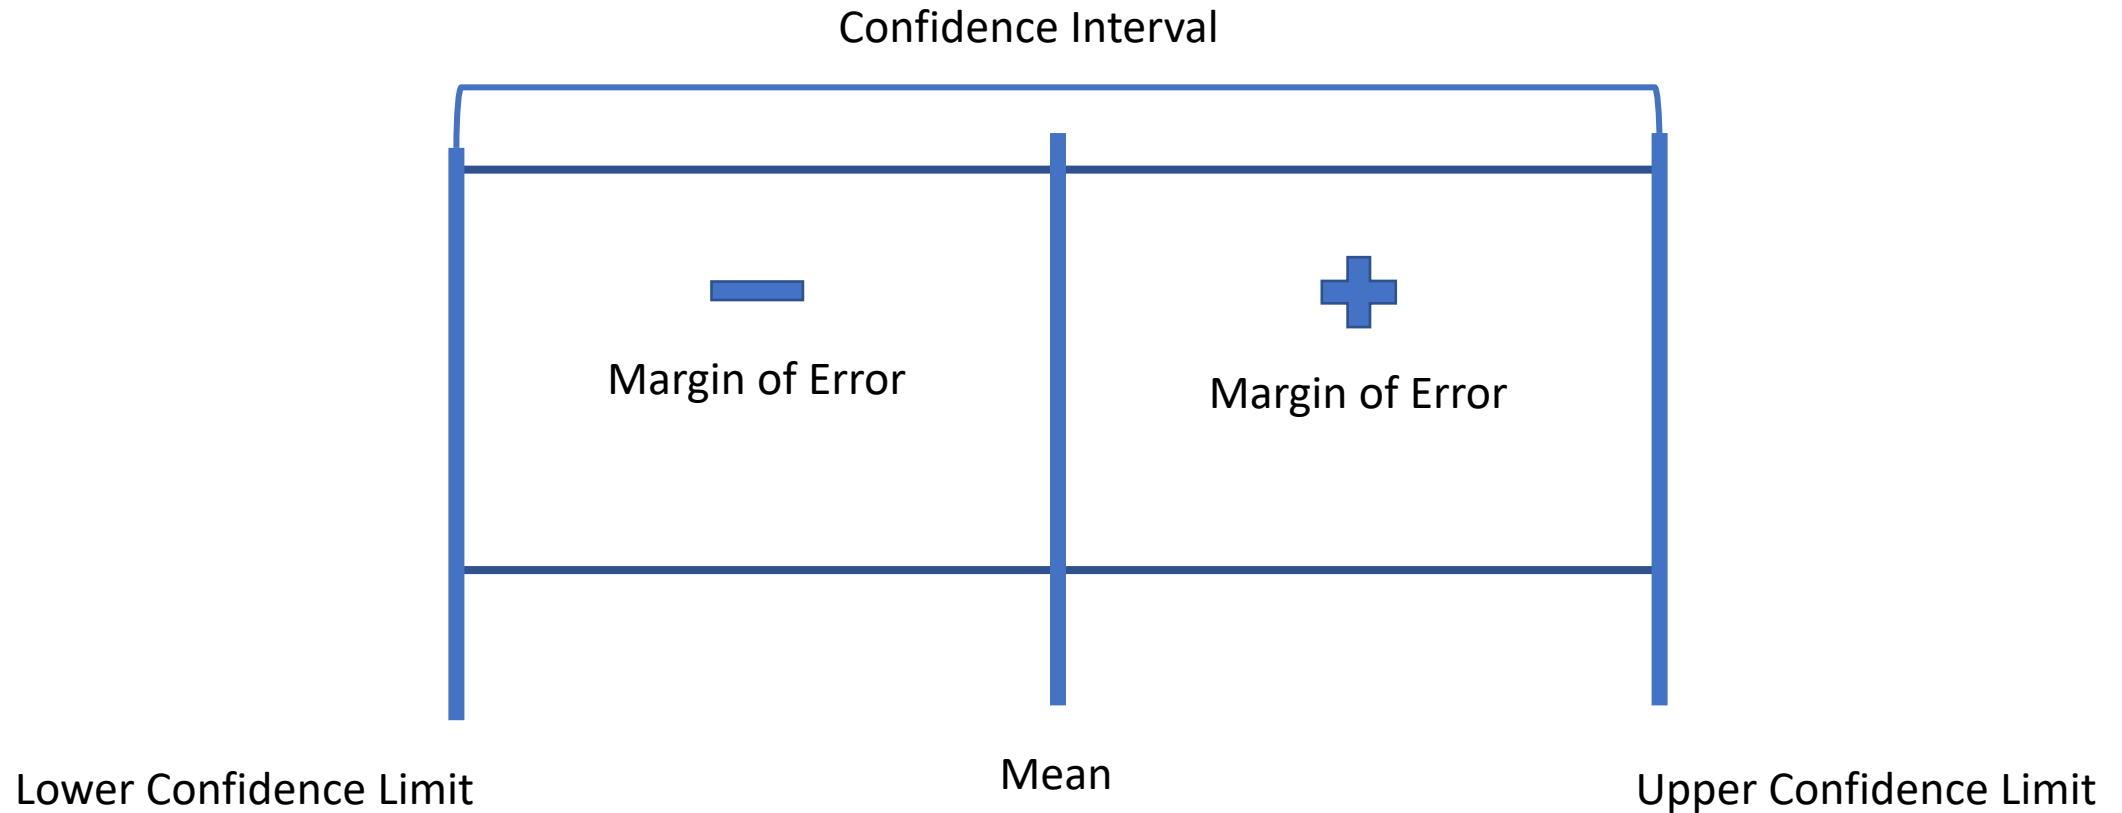 Confidence Interval
Margin of Error
Margin of Error
Lower Confidence Limit
Mean
Upper Confidence Limit